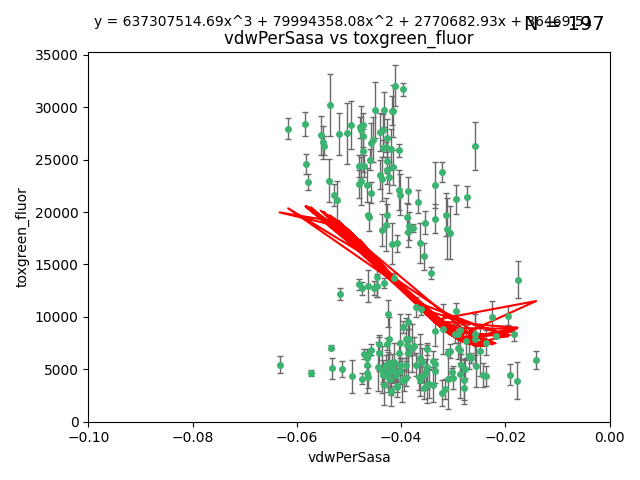 y = 637307514.69x^3 + 79994358.08x^2 + 2770682.93x +
N = 197
vdwPerSasa vs toxgreen_fluor
35000
30000
25000
20000
15000
10000
5000
0
toxgreen_fluor
−0.10 −0.08 −0.06 −0.04 −0.02 0.00
vdwPerSasa